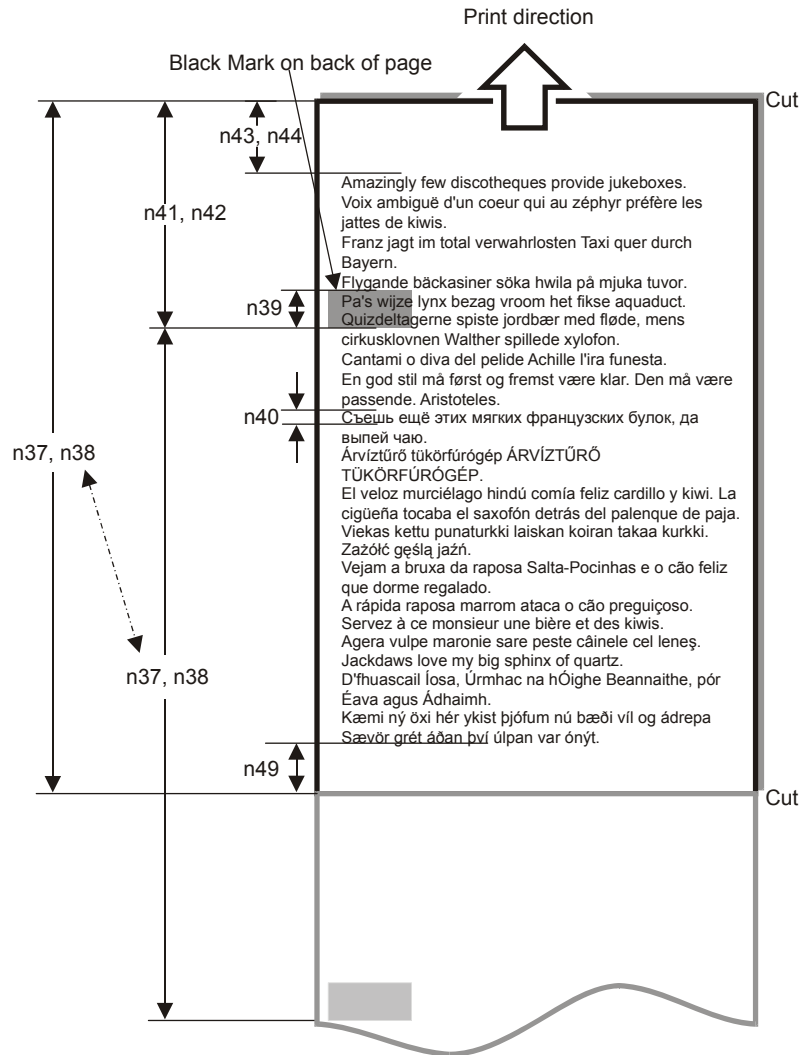 Print direction
Black Mark on back of page
Cut
n43, n44
n41, n42
Amazingly few discotheques provide jukeboxes.
Voix ambiguë d'un coeur qui au zéphyr préfère les
jattes de kiwis.
Franz jagt im total verwahrlosten Taxi quer durch
Bayern.
Flygande bäckasiner söka hwila på mjuka tuvor.
n39
Pa's wijze lynx bezag vroom het fikse aquaduct.
Quizdeltagerne spiste jordbær med fløde, mens
cirkusklovnen Walther spillede xylofon.
Cantami o diva del pelide Achille l'ira funesta.
En god stil må først og fremst være klar. Den må være
passende. Aristoteles.
n40
Съешь ещё этих мягких французских булок, да
выпей чаю.
n37, n38
Árvíztűrő tükörfúrógép ÁRVÍZTŰRŐ
TÜKÖRFÚRÓGÉP.
El veloz murciélago hindú comía feliz cardillo y kiwi. La
cigüeña tocaba el saxofón detrás del palenque de paja.
Viekas kettu punaturkki laiskan koiran takaa kurkki.
Zażółć gęślą jaźń.
Vejam a bruxa da raposa Salta-Pocinhas e o cão feliz
que dorme regalado.
A rápida raposa marrom ataca o cão preguiçoso.
Servez à ce monsieur une bière et des kiwis.
Agera vulpe maronie sare peste câinele cel leneş.
Jackdaws love my big sphinx of quartz.
n37, n38
D'fhuascail Íosa, Úrmhac na hÓighe Beannaithe, pór
Éava agus Ádhaimh.
Kæmi ný öxi hér ykist þjófum nú bæði víl og ádrepa
Sævör grét áðan því úlpan var ónýt.
n49
Cut